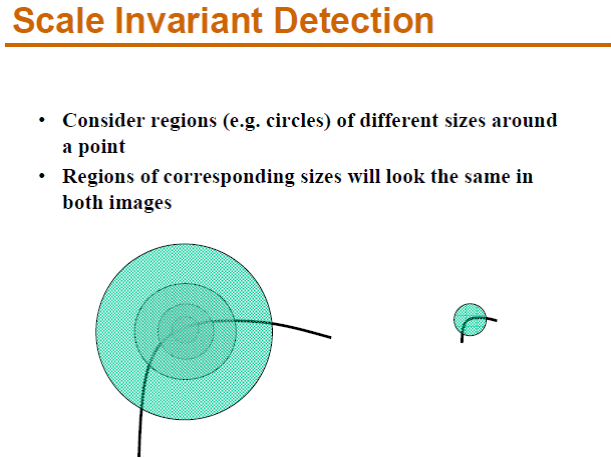 Scale Invariant Detection
• Consider regions (e.g. circles) of different sizes around
a point
• Regions of corresponding sizes will look the same in
both images